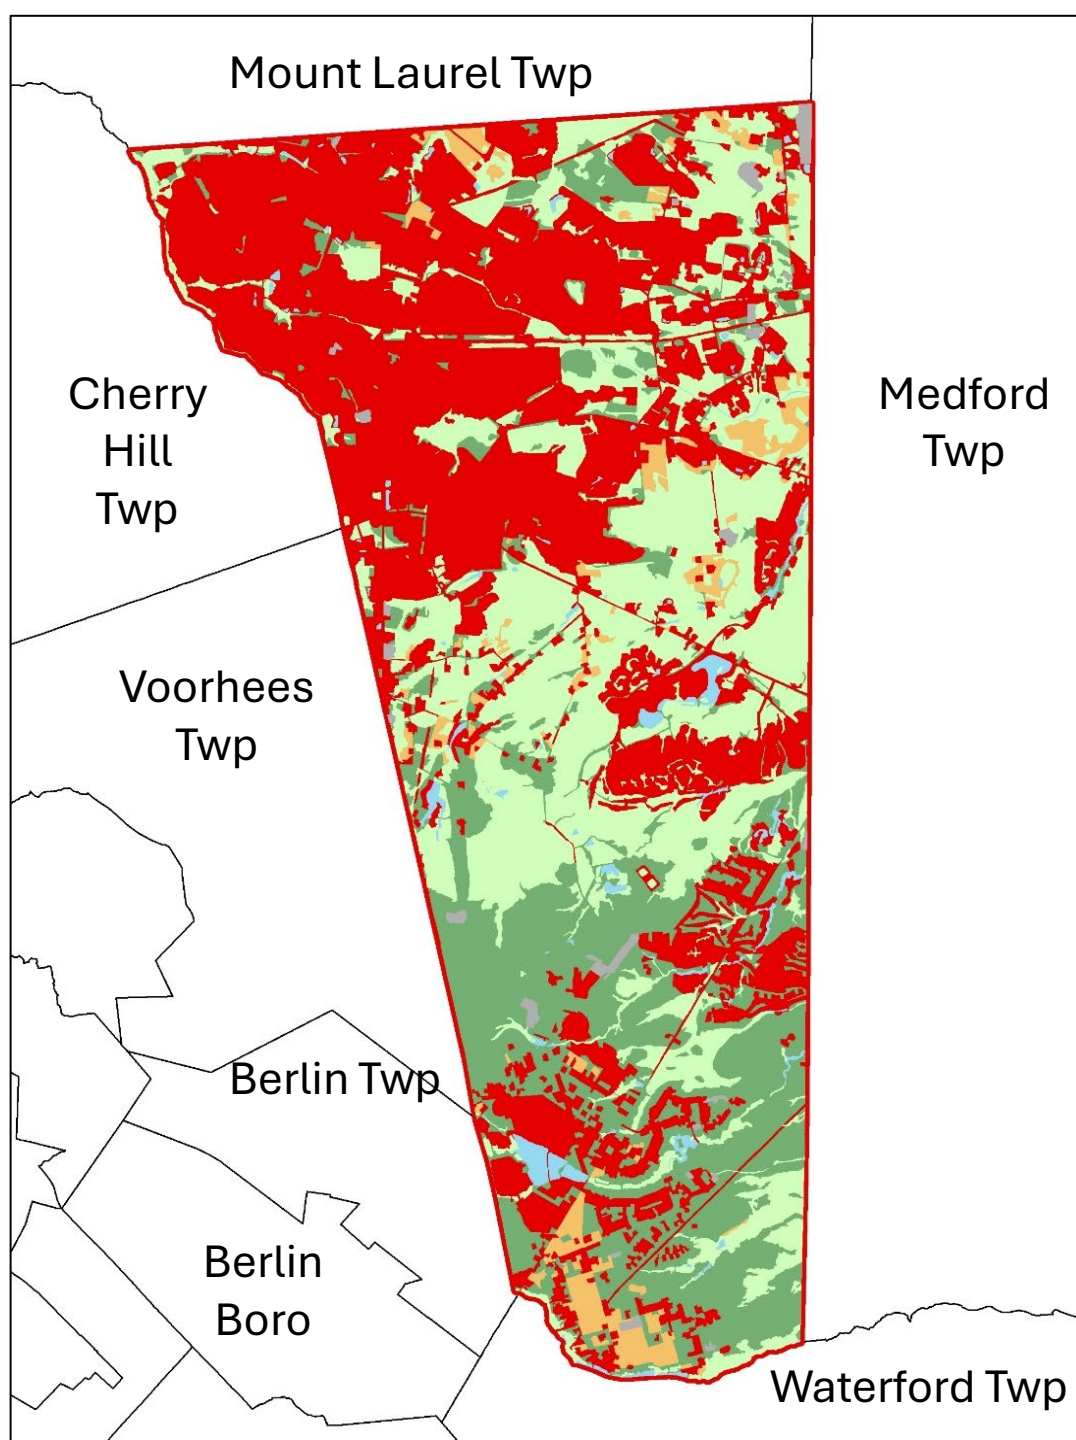 Mount Laurel Twp
Cherry
Hill
Twp
Medford
Twp
Voorhees
Twp
Berlin Twp
Berlin
Boro
Waterford Twp